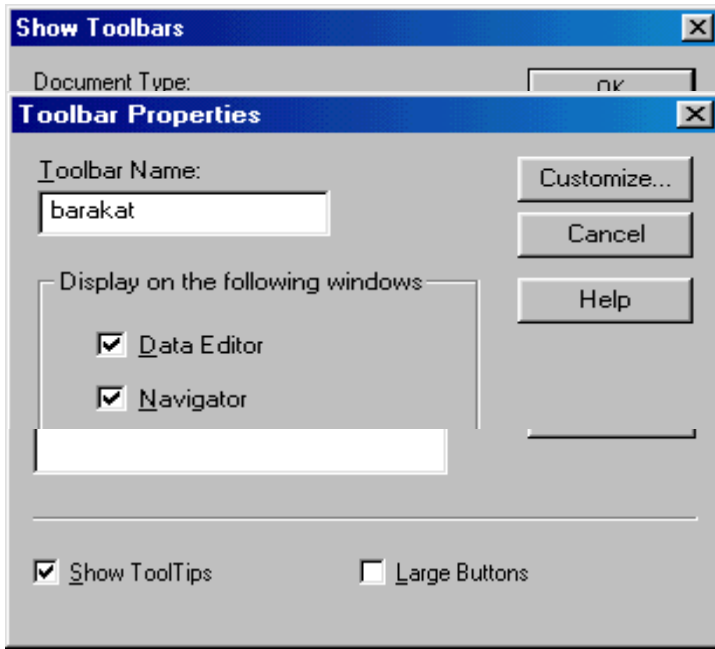 Show Toolbars
Document Type:
OK
Toolbar Properties
Toolbar Name:
Customize...
barakat
Cancel
Display on the following windows
Help
Data Editor
Navigator
Show ToolTips
Large Buttons